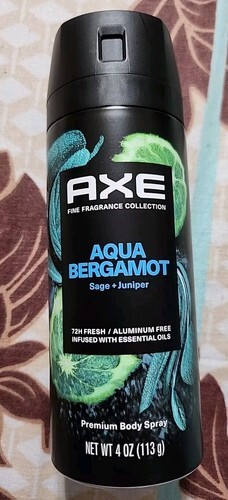 AXE
FINE FRAGRANCE COLLECTION
AQUA
BERGAMOT
Sage + Juniper
72H FRESH / ALUMINUM FREE
INFUSED WITH ESSENTIAL OILS
Premium Body Spray
NET WT 4 OZ (113 g)